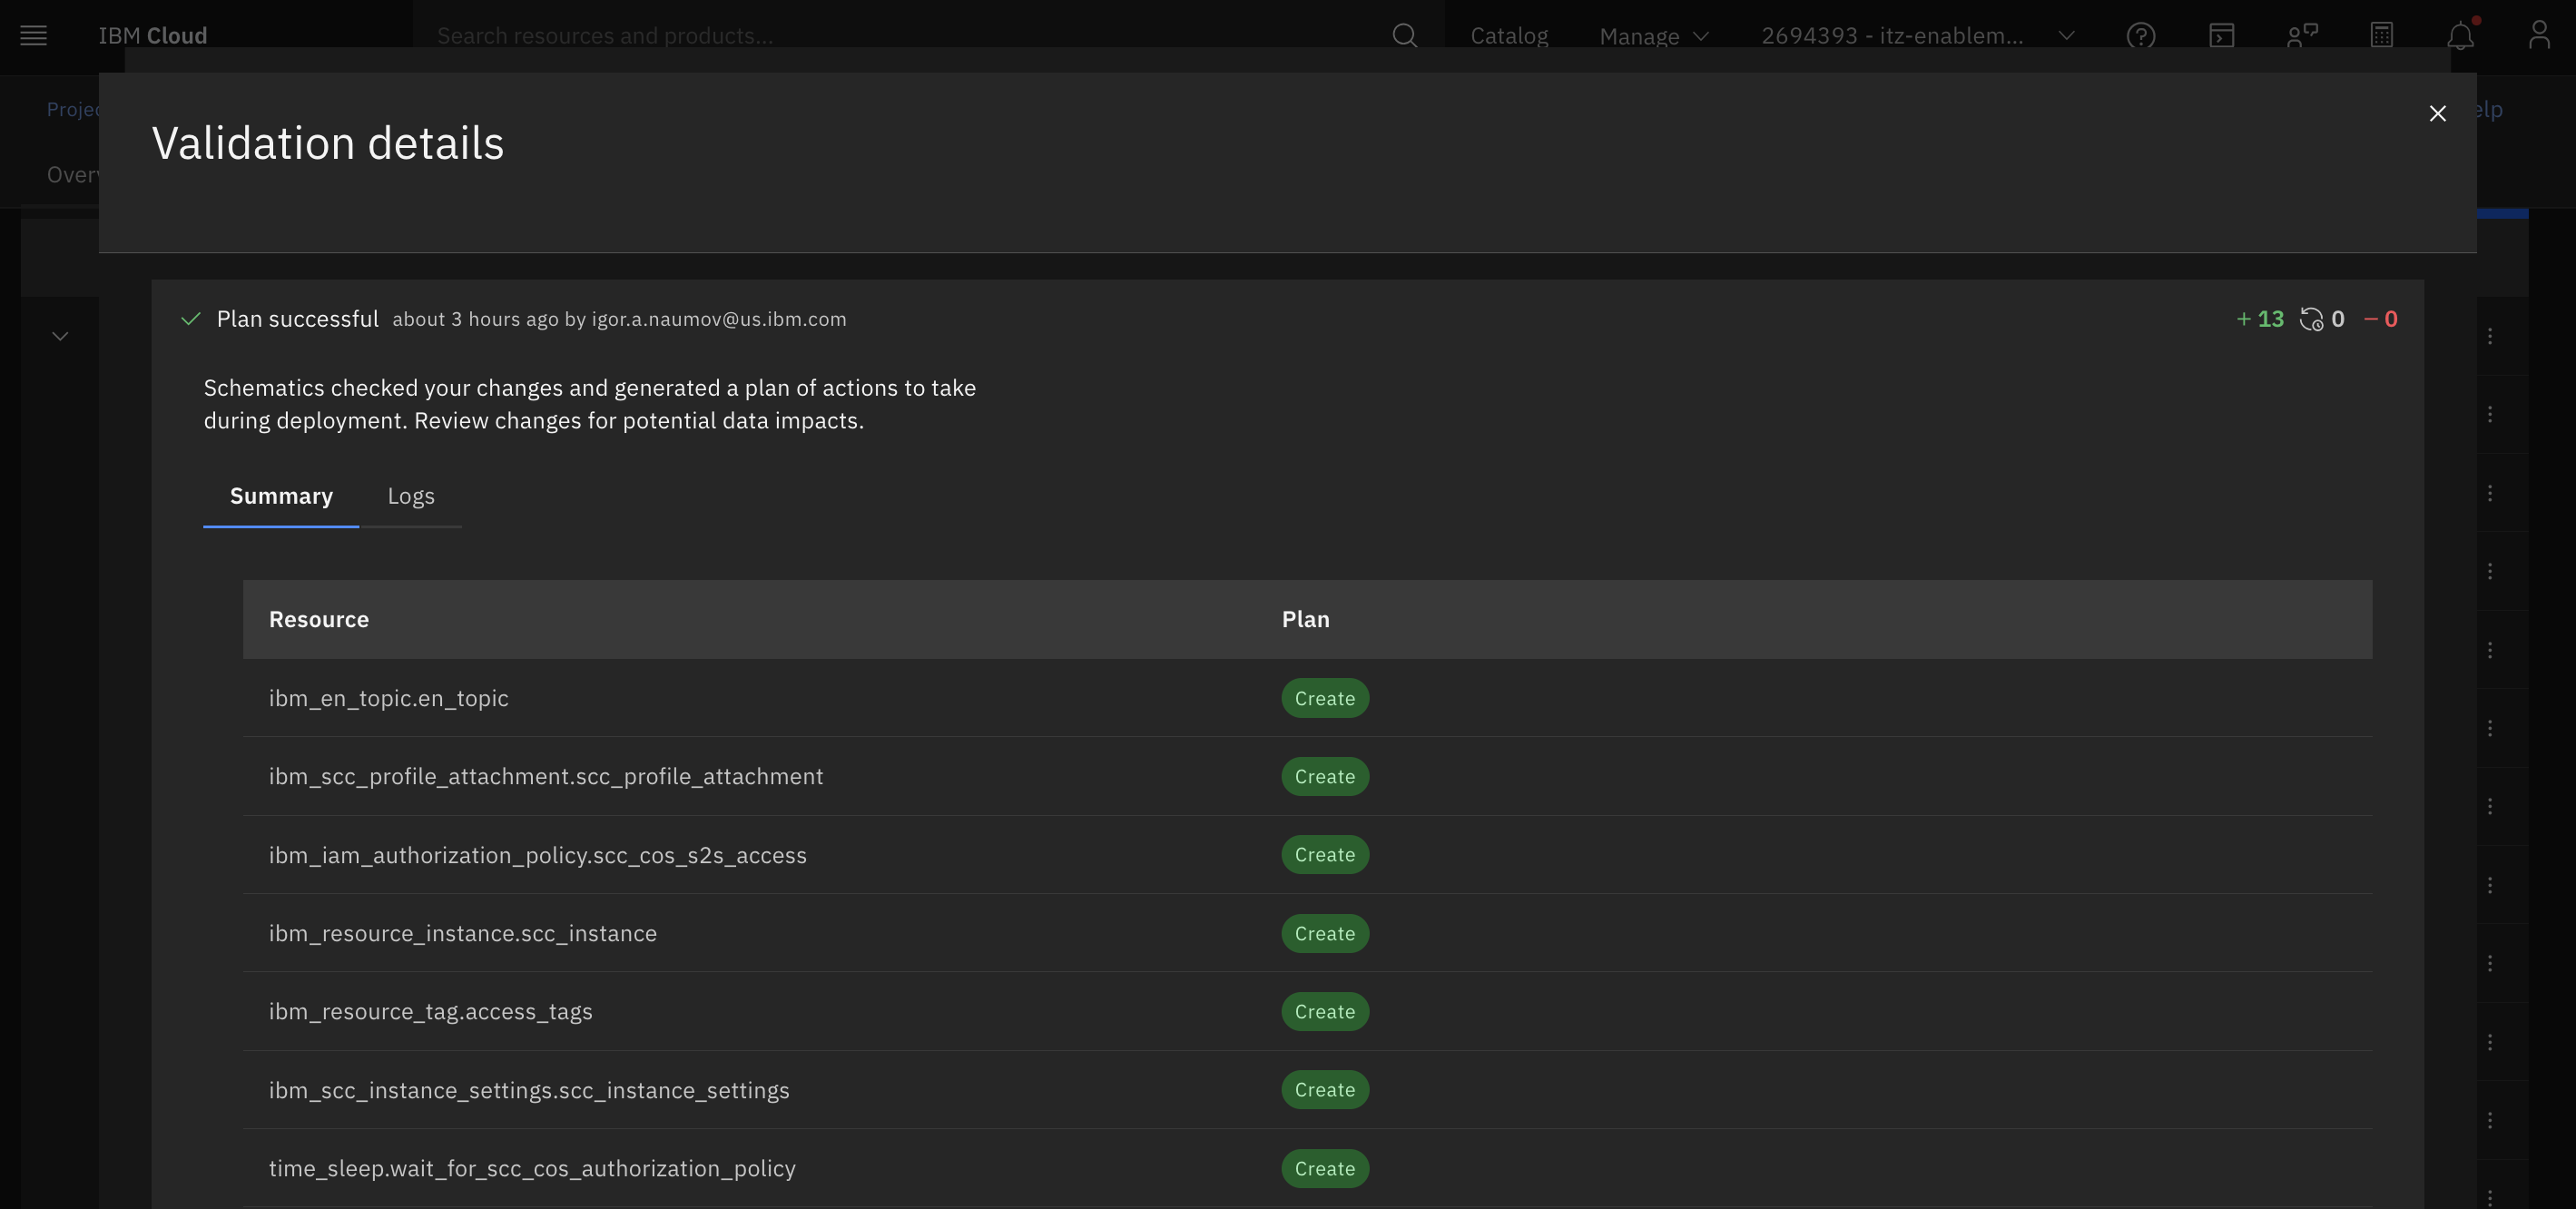 IBM Cloud
Search resources and products...
Catalog
Manage
2694393 - itz-enablem...
Projec
elp
Overv
Validation details
Plan successful about 3 hours ago by igor.a.naumov@us.ibm.com
+ 13 0 − 0
Schematics checked your changes and generated a plan of actions to take
during deployment. Review changes for potential data impacts.
Summary Logs
Resource Plan
ibm_en_topic.en_topic Create
ibm_scc_profile_attachment.scc_profile_attachment Create
ibm_iam_authorization_policy.scc_cos_s2s_access Create
ibm_resource_instance.scc_instance Create
ibm_resource_tag.access_tags Create
ibm_scc_instance_settings.scc_instance_settings Create
time_sleep.wait_for_scc_cos_authorization_policy Create